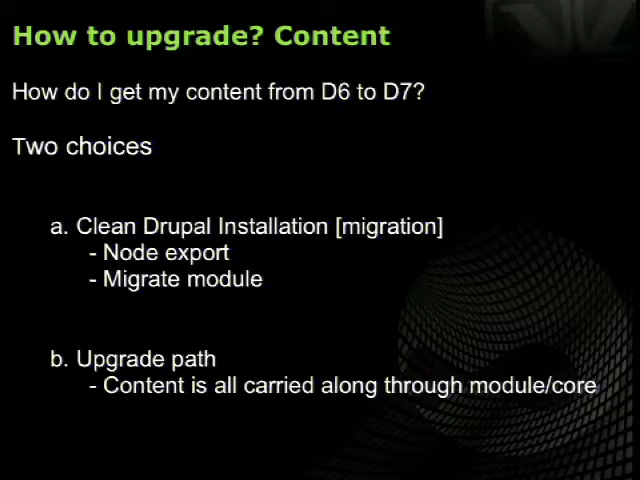 How to upgrade? Content
How do I get my content from D6 to D7?
Two choices
a. Clean Drupal Installation [migration]
- Node export
- Migrate module
b. Upgrade path
- Content is all carried along through module/core